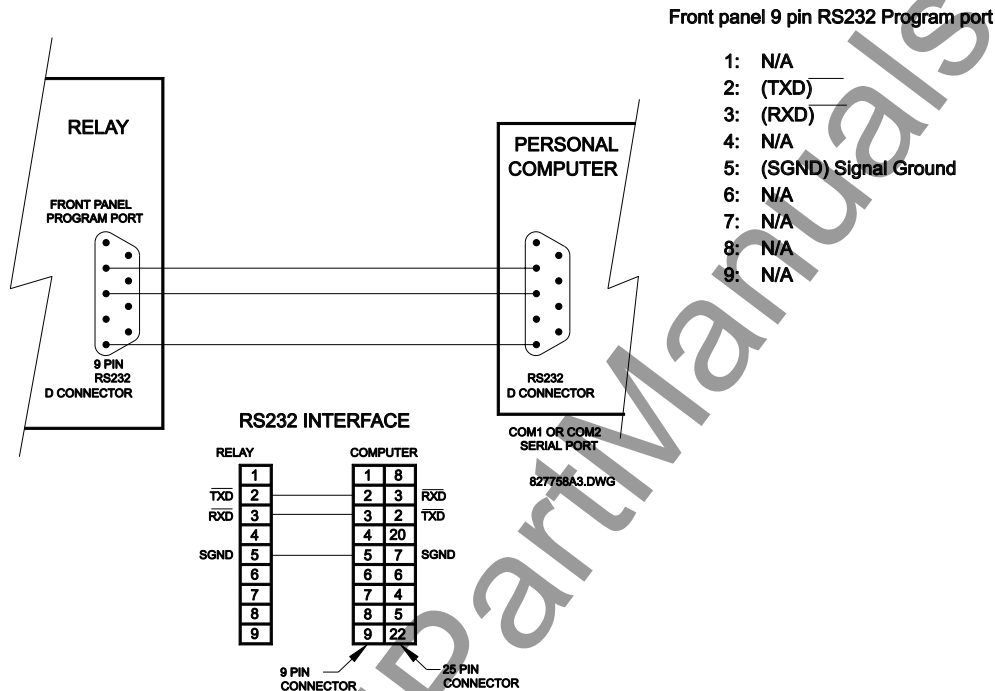 Front panel 9 pin RS232 Program port
1: N/A
2: (TXD)
3: (RXD)
4: N/A
5: (SGND) Signal Ground
6: N/A
7: N/A
8: N/A
9: N/A
RELAY
FRONT PANEL
PROGRAM PORT
9 PIN
RS232
D CONNECTOR
PERSONAL
COMPUTER
RS232
D CONNECTOR
COM1 OR COM2
SERIAL PORT
827758A3.DWG
RS232 INTERFACE
RELAY COMPUTER
1 1 8
TXD 2 2 3 RXD
RXD 3 3 2 TXD
4 4 20
SGND 5 5 7 SGND
6 6 6
7 7 4
8 8 5
9 9 22
9 PIN
CONNECTOR
25 PIN
CONNECTOR
PartManuals